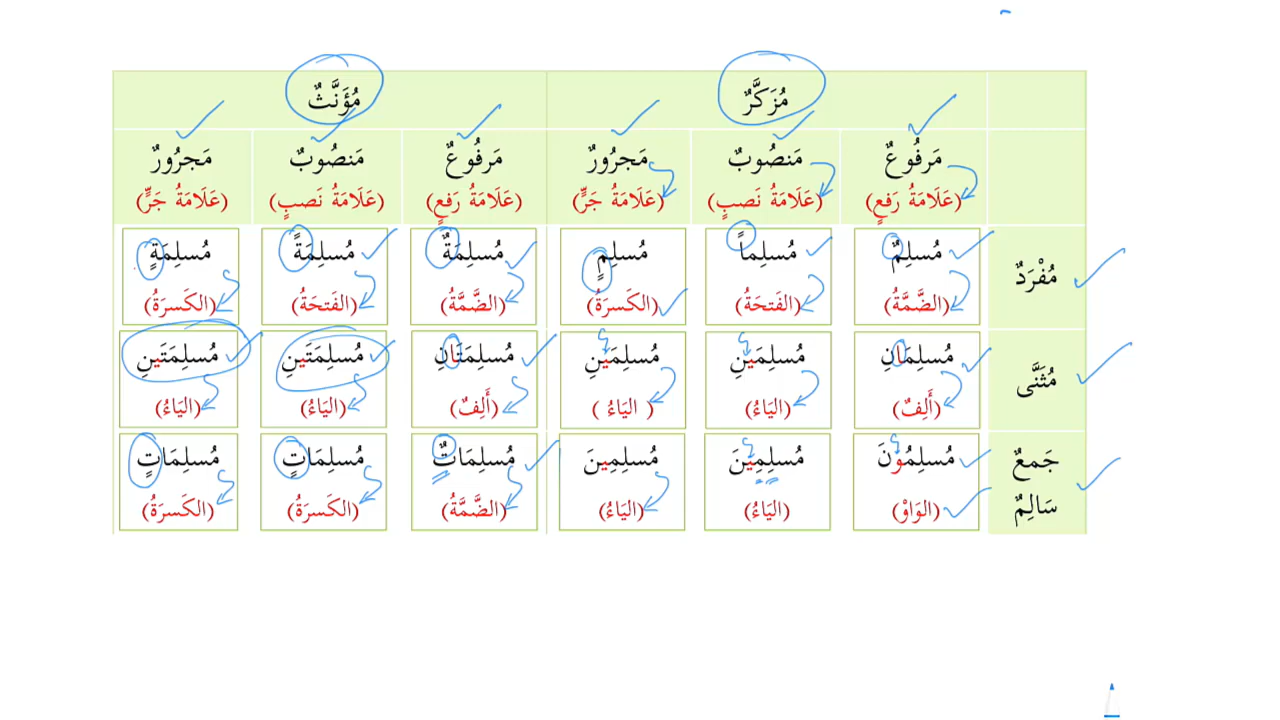 مُزَكَّرٌ مُؤَنَّثٌ
مَرفُوعٌ مَنصُوبٌ مَجرُورٌ مَرفُوعٌ مَنصُوبٌ مَجرُورٌ
(عَلَامَةُ رَفعٍ) (عَلَامَةُ نَصبٍ) (عَلَامَةُ جَرٍّ) (عَلَامَةُ رَفعٍ) (عَلَامَةُ نَصبٍ) (عَلَامَةُ جَرٍّ)
مُفْرَدٌ
مُسلِمٌ مُسلِماً مُسلِمٍ مُسلِمَةٌ مُسلِمَةً مُسلِمَةٍ
(الضَّمَّةُ) (الفَتحَةُ) (الكَسرَةُ) (الضَّمَّةُ) (الفَتحَةُ) (الكَسرَةُ)
مُثَنَّى
مُسلِمَانِ مُسلِمَينِ مُسلِمَينِ مُسلِمَتَانِ مُسلِمَتَينِ مُسلِمَتَينِ
(أَلِفٌ) (اليَاءُ) (اليَاءُ ) (أَلِفٌ) (اليَاءُ) (اليَاءُ)
جَمعٌ
سَالِمٌ
مُسلِمُونَ مُسلِمِينَ مُسلِمِينَ مُسلِمَاتٌ مُسلِمَاتٍ مُسلِمَاتٍ
(الوَاوْ) (اليَاءُ) (اليَاءُ) (الضَّمَّةُ) (الكَسرَةُ) (الكَسرَةُ)